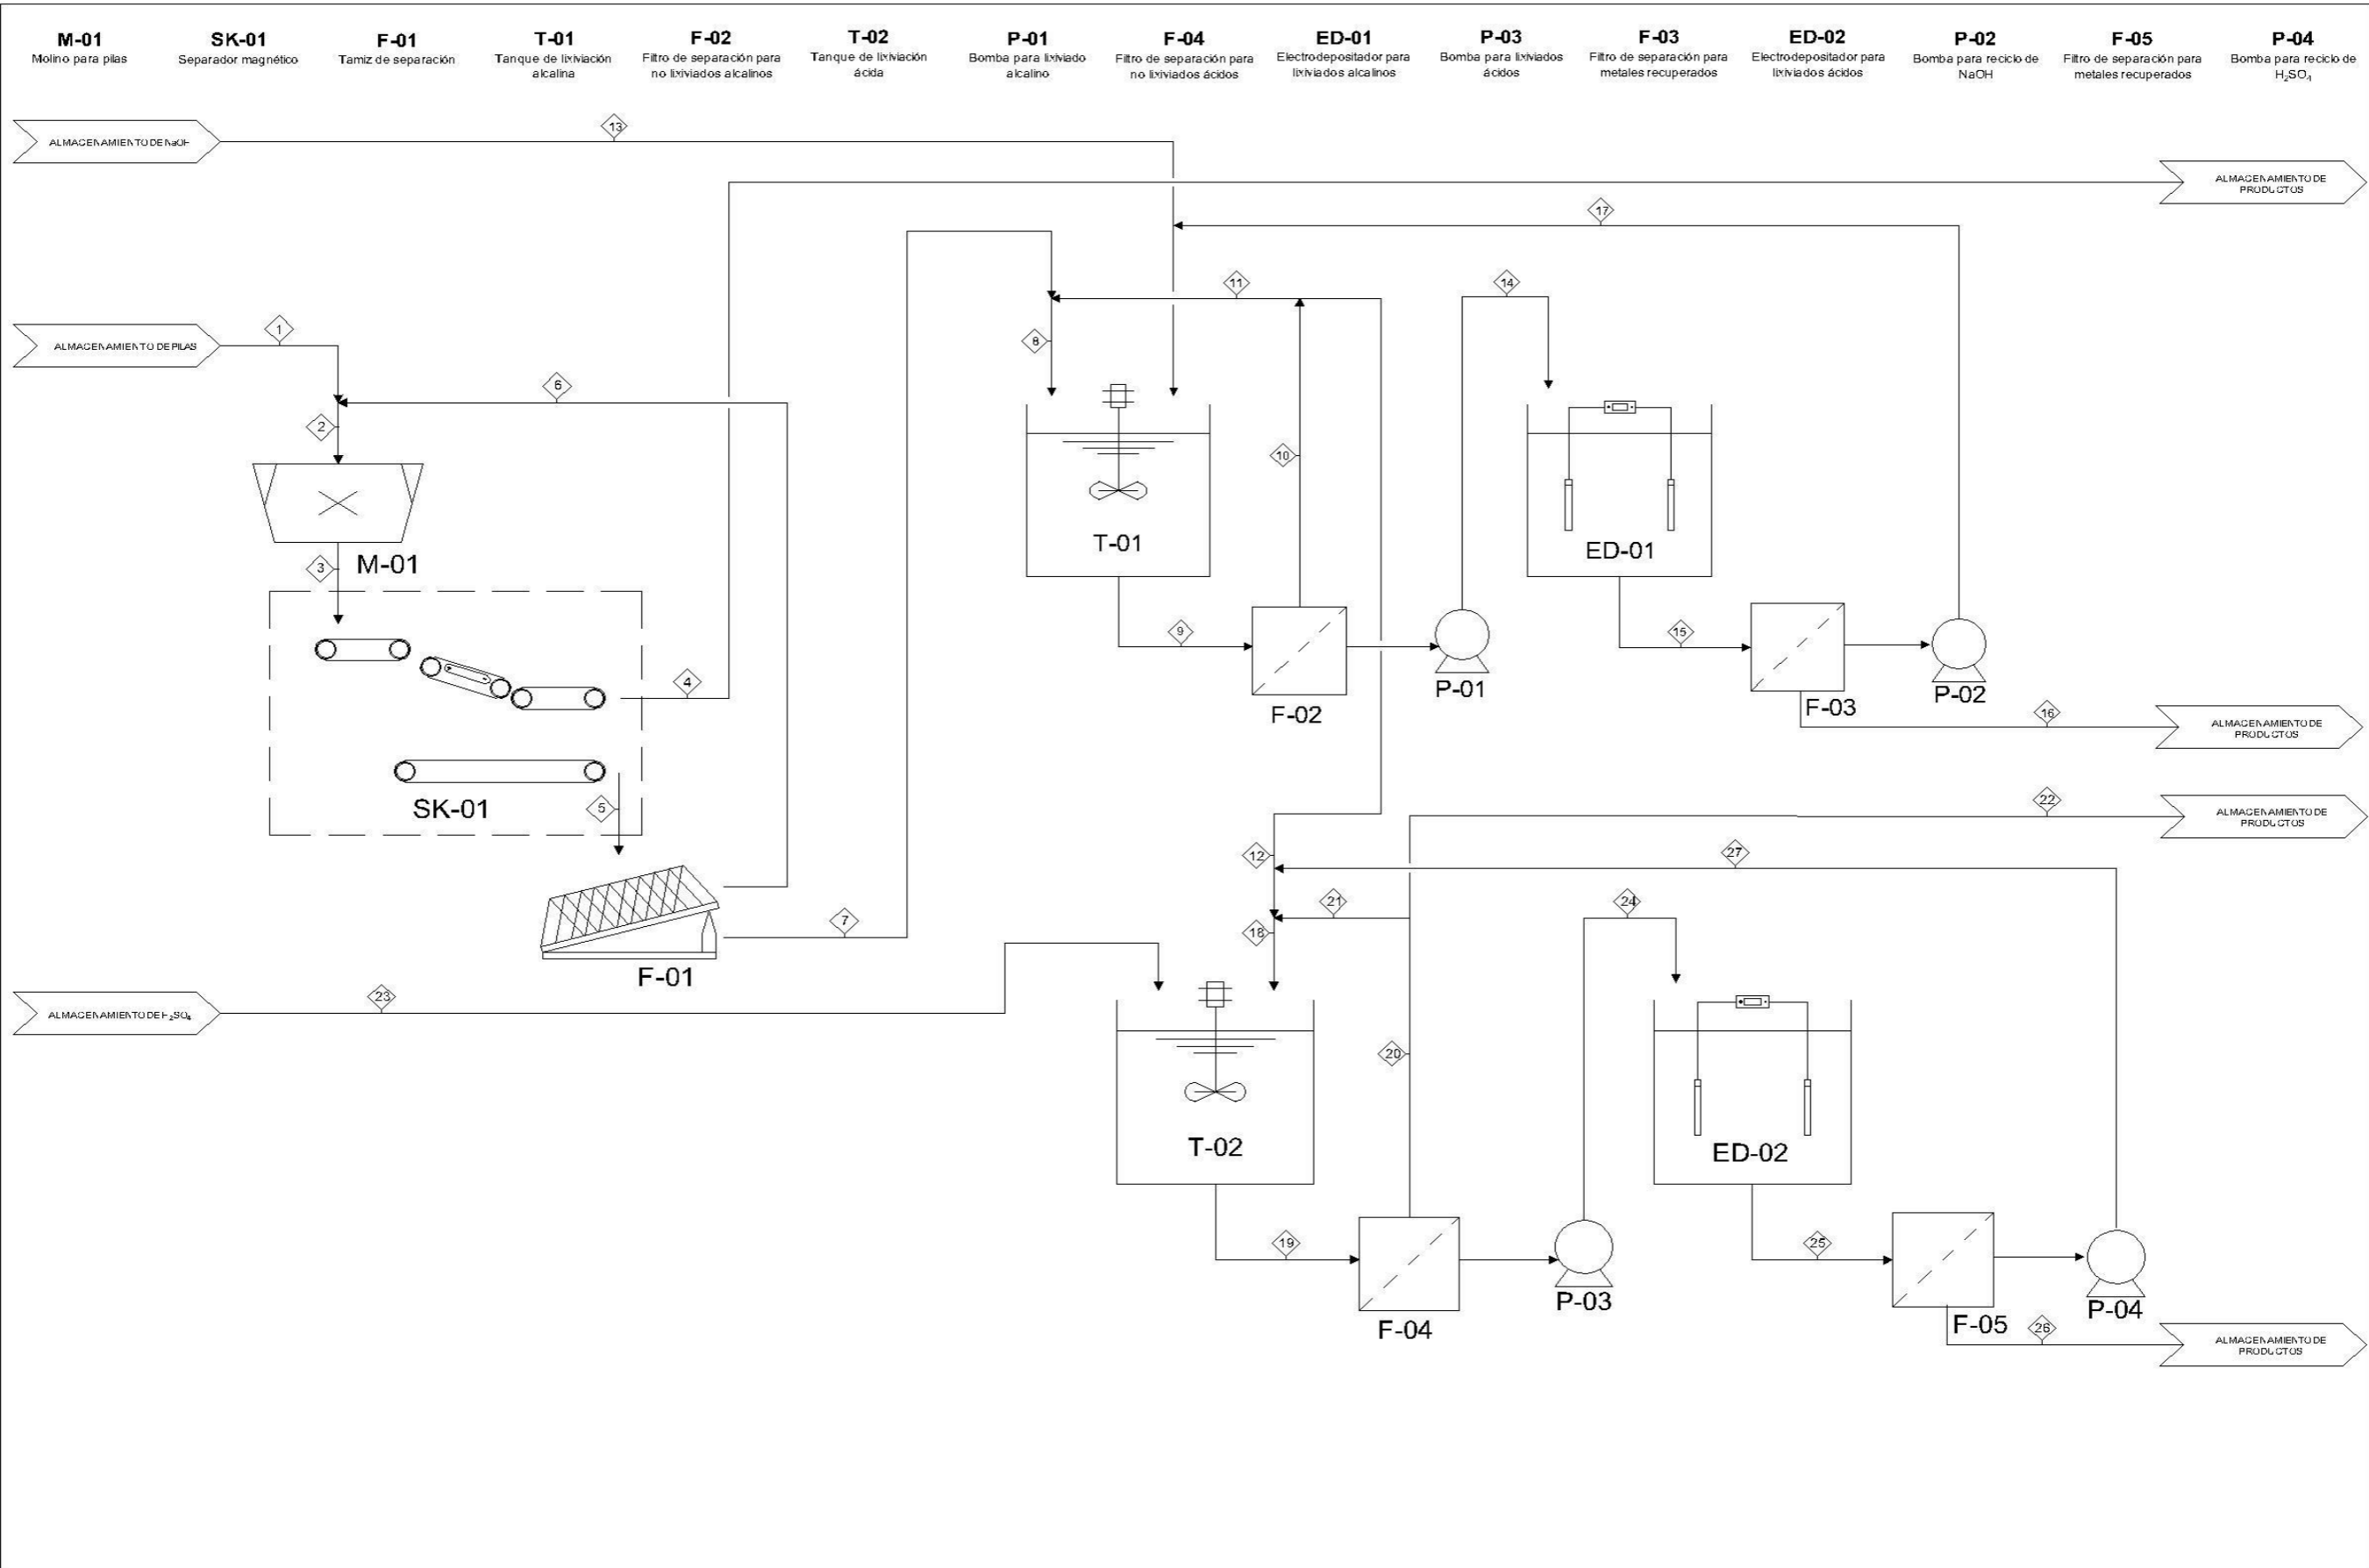 M-01
Molino para pilas
SK-01
Separador magnético
F-01
Tamiz de separación
T-01
Tanque de lixiviación
alcalina
F-02
Filtro de separación para
no lixiviados alcalinos
T-02
Tanque de lixiviación
ácida
P-01
Bomba para lixiviado
alcalino
F-04
Filtro de separación para
no lixiviados ácidos
ED-01
Electrodepositador para
lixiviados alcalinos
P-03
Bomba para lixiviados
ácidos
F-03
Filtro de separación para
metales recuperados
ED-02
Electrodepositador para
lixiviados ácidos
P-02
Bomba para reciclo de
NaOH
F-05
Filtro de separación para
metales recuperados
P-04
Bomba para reciclo de
H₂SO₄
ALMACENAMIENTO DE NaOH
13
ALMACENAMIENTO DE
PRODUCTOS
17
11
14
ALMACENAMIENTO DE PILAS
1
8
6
2
10
T-01
ED-01
3
M-01
9
15
4
P-01
P-02
F-02
F-03
16
ALMACENAMIENTO DE
PRODUCTOS
SK-01
5
22
ALMACENAMIENTO DE
PRODUCTOS
12
27
7
21
24
18
F-01
23
ALMACENAMIENTO DE H₂SO₄
20
T-02
ED-02
19
25
P-03
P-04
F-04
F-05
26
ALMACENAMIENTO DE
PRODUCTOS